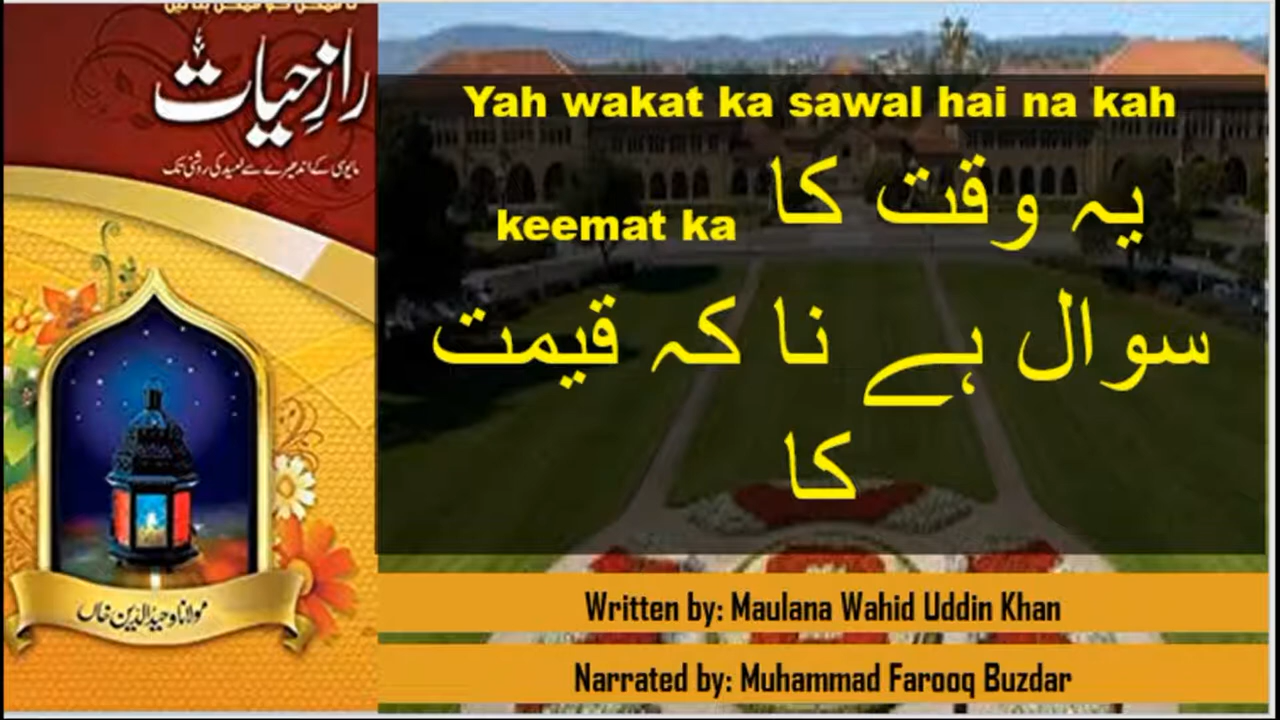 رازِ حیات
مایوسی کے اندھیرے سے امید کی روشنی تک
مولانا وحیدالدین خاں
Yah wakat ka sawal hai na kah
keemat ka یہ وقت کا
سوال ہے نا کہ قیمت
کا
Written by: Maulana Wahid Uddin Khan
Narrated by: Muhammad Farooq Buzdar